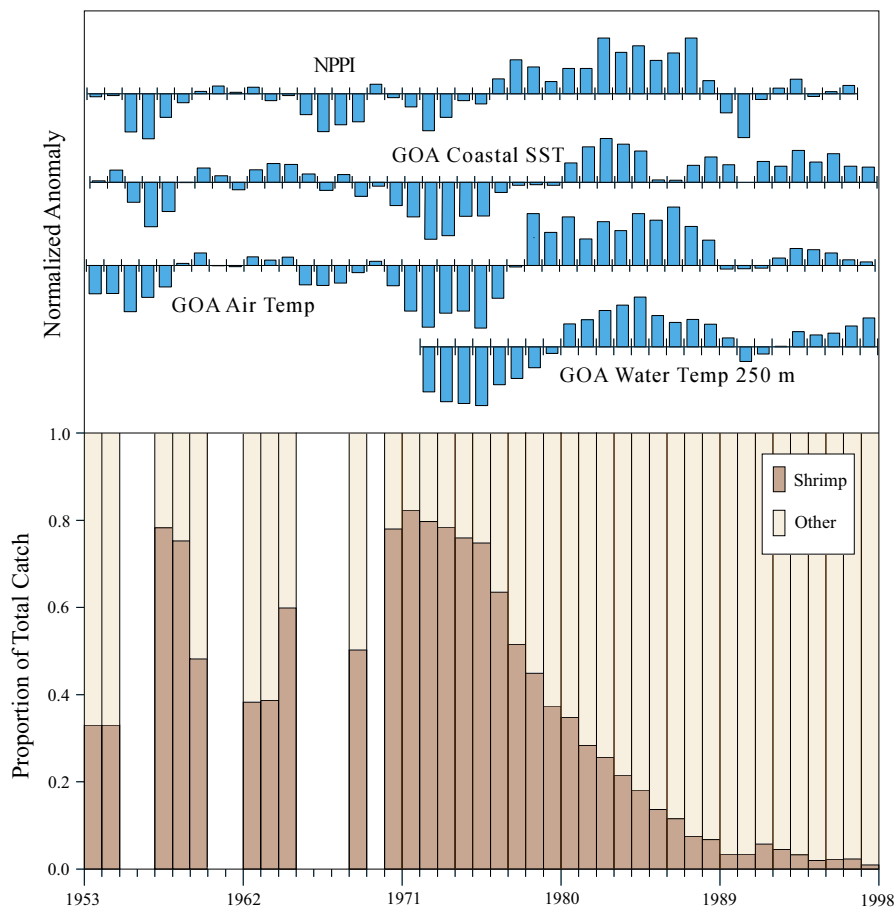 NPPI
GOA Coastal SST
GOA Air Temp
GOA Water Temp 250 m
Normalized Anomaly
1.0
0.8
0.6
0.4
0.2
0.0
Proportion of Total Catch
Shrimp
Other
1953 1962 1971 1980 1989 1998